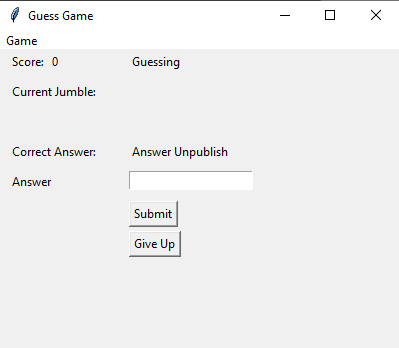 Guess Game
Game
Score: 0 Guessing
Current Jumble:
Correct Answer: Answer Unpublish
Answer
Submit
Give Up